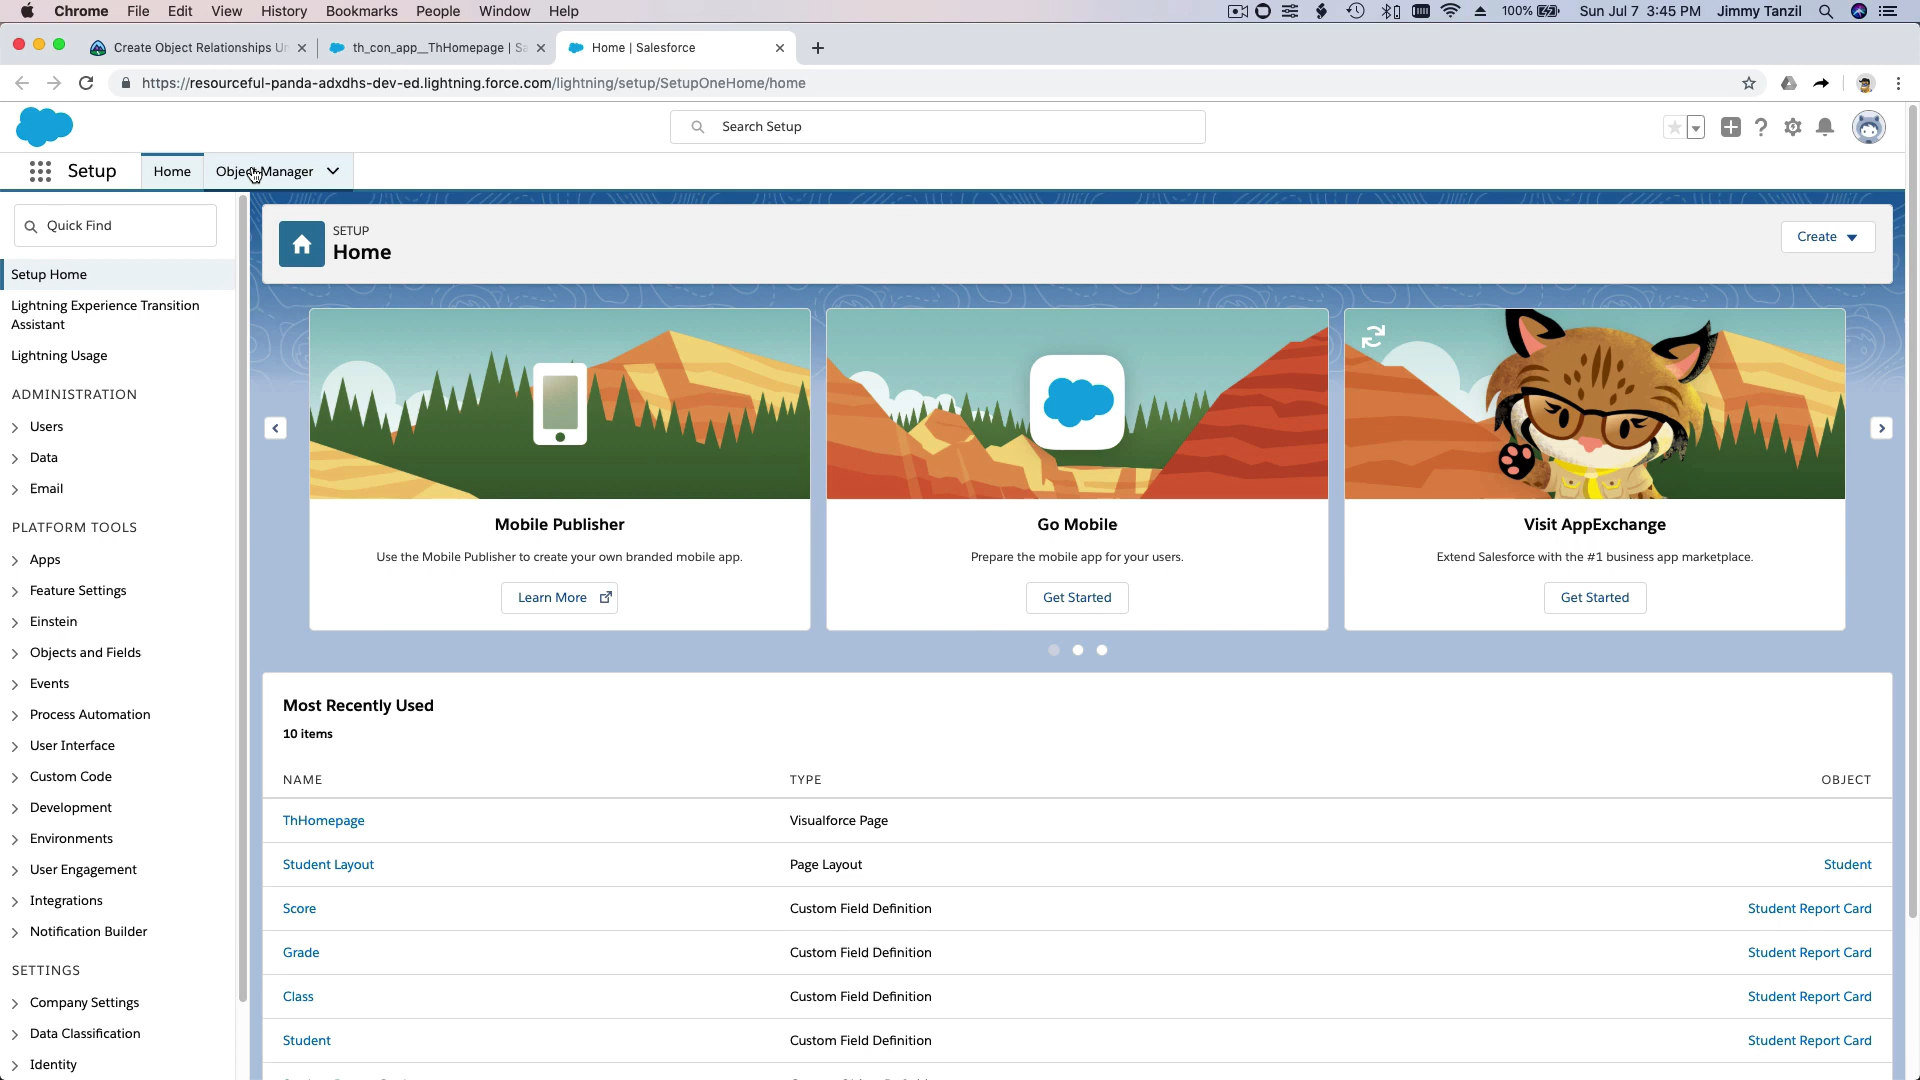 Chrome File Edit View History Bookmarks People Window Help 100% Sun Jul 7 3:45 PM Jimmy Tanzil
Create Object Relationships Un th_con_app__ThHomepage | Sa Home | Salesforce
https://resourceful-panda-adxdhs-dev-ed.lightning.force.com/lightning/setup/SetupOneHome/home
Search Setup
Setup Home Object Manager
Quick Find
Setup Home
Lightning Experience Transition
Assistant
Lightning Usage
ADMINISTRATION
Users
Data
Email
PLATFORM TOOLS
Apps
Feature Settings
Einstein
Objects and Fields
Events
Process Automation
User Interface
Custom Code
Development
Environments
User Engagement
Integrations
Notification Builder
SETTINGS
Company Settings
Data Classification
Identity
SETUP
Home
Create
Mobile Publisher
Use the Mobile Publisher to create your own branded mobile app.
Learn More
Go Mobile
Prepare the mobile app for your users.
Get Started
Visit AppExchange
Extend Salesforce with the #1 business app marketplace.
Get Started
Most Recently Used
10 items
NAME TYPE OBJECT
ThHomepage Visualforce Page
Student Layout Page Layout Student
Score Custom Field Definition Student Report Card
Grade Custom Field Definition Student Report Card
Class Custom Field Definition Student Report Card
Student Custom Field Definition Student Report Card